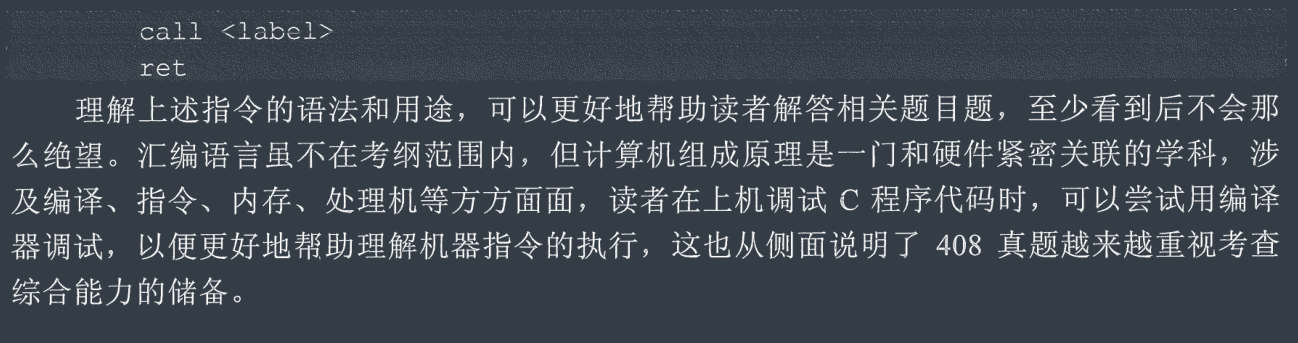 call <label>
ret
理解上述指令的语法和用途，可以更好地帮助读者解答相关题目题，至少看到后不会那
么绝望。汇编语言虽不在考纲范围内，但计算机组成原理是一门和硬件紧密关联的学科，涉
及编译、指令、内存、处理机等方方面面，读者在上机调试 C 程序代码时，可以尝试用编译
器调试，以便更好地帮助理解机器指令的执行，这也从侧面说明了 408 真题越来越重视考查
综合能力的储备。